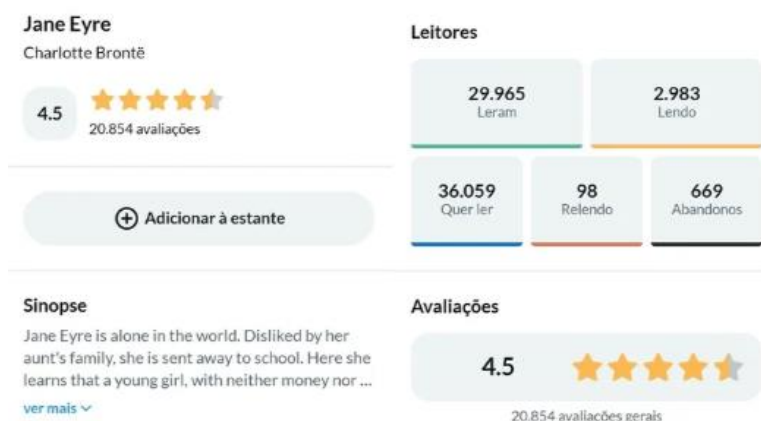 Jane Eyre
Charlotte Brontë
4.5
20.854 avaliações
Adicionar à estante
Sinopse
Jane Eyre is alone in the world. Disliked by her
aunt's family, she is sent away to school. Here she
learns that a young girl, with neither money nor ...
ver mais
Leitores
29.965
Leram
2.983
Lendo
36.059
Quer ler
98
Relendo
669
Abandonos
Avaliações
4.5
20.854 avaliações gerais